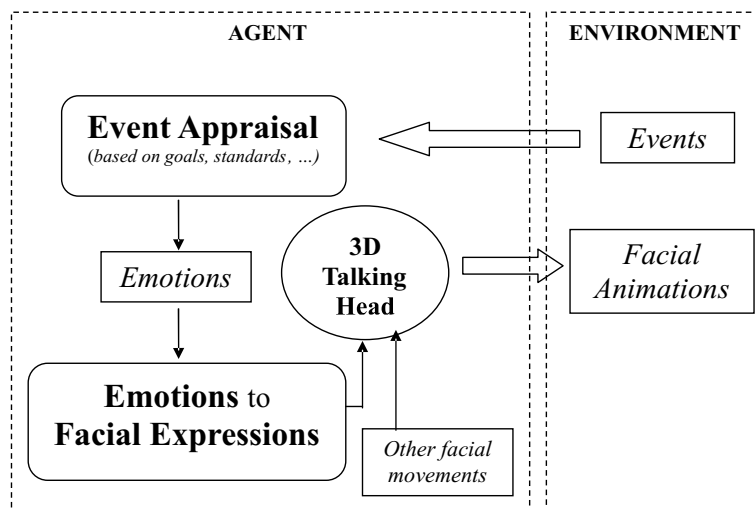 AGENT
ENVIRONMENT
Event Appraisal
(based on goals, standards, …)
Events
Emotions
3D
Talking
Head
Facial
Animations
Emotions to
Facial Expressions
Other facial
movements